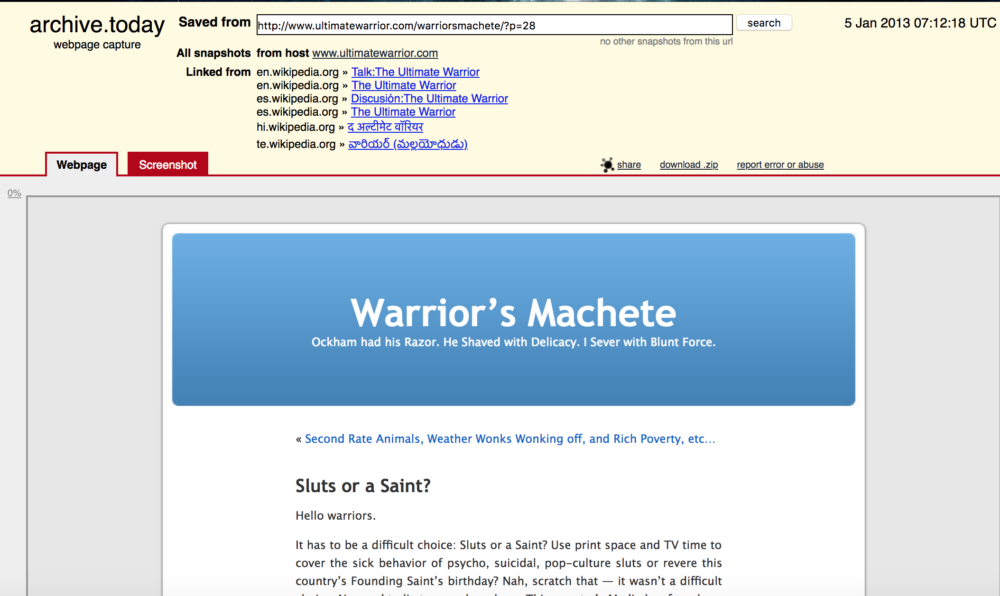 archive.today
webpage capture
Saved from http://www.ultimatewarrior.com/warriorsmachete/?p=28 search 5 Jan 2013 07:12:18 UTC
no other snapshots from this url
All snapshots from host www.ultimatewarrior.com
Linked from en.wikipedia.org » Talk:The Ultimate Warrior
en.wikipedia.org » The Ultimate Warrior
es.wikipedia.org » Discusión:The Ultimate Warrior
es.wikipedia.org » The Ultimate Warrior
hi.wikipedia.org » द अल्टीमेट वॉरियर
te.wikipedia.org » వారియర్ (మల్లయోధుడు)
Webpage Screenshot share download .zip report error or abuse
0%
Warrior’s Machete
Ockham had his Razor. He Shaved with Delicacy. I Sever with Blunt Force.
« Second Rate Animals, Weather Wonks Wonking off, and Rich Poverty, etc…
Sluts or a Saint?
Hello warriors.
It has to be a difficult choice: Sluts or a Saint? Use print space and TV time to
cover the sick behavior of psycho, suicidal, pop-culture sluts or revere this
country’s Founding Saint’s birthday? Nah, scratch that — it wasn’t a difficult